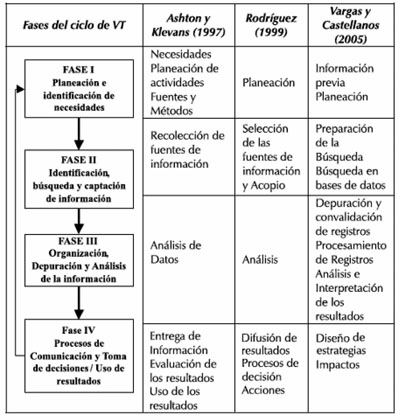 Fases del ciclo de VT
Ashton y
Klevans (1997)
Rodríguez
(1999)
Vargas y
Castellanos
(2005)
FASE I
Planeación e
identificación de
necesidades
Necesidades
Planeación de
actividades
Fuentes y
Métodos
Planeación
Información
previa
Planeación
FASE II
Identificación,
búsqueda y captación
de información
Recolección de
fuentes de
información
Selección
de las
fuentes de
información
y Acopio
Preparación
de la
Búsqueda
Búsqueda en
bases de datos
FASE III
Organización,
Depuración y Análisis
de la información
Análisis de
Datos
Análisis
Depuración y
convalidación
de registros
Procesamiento
de Registros
Análisis e
Interpretación
de los
resultados
Fase IV
Procesos de
Comunicación y Toma
de decisiones / Uso de
resultados
Entrega de
Información
Evaluación de
los resultados
Uso de los
resultados
Difusión de
resultados
Procesos de
decisión
Acciones
Diseño de
estrategias
Impactos